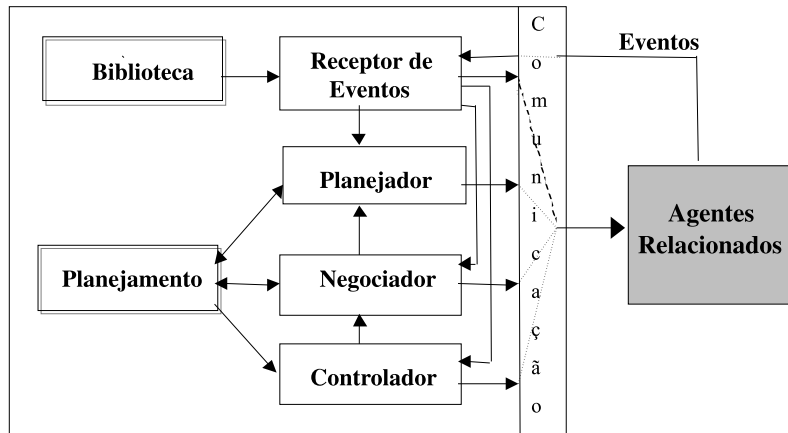 Biblioteca
Receptor de
Eventos
Planejador
Planejamento
Negociador
Controlador
C
o
m
u
n
i
c
a
ç
ã
o
Eventos
Agentes
Relacionados